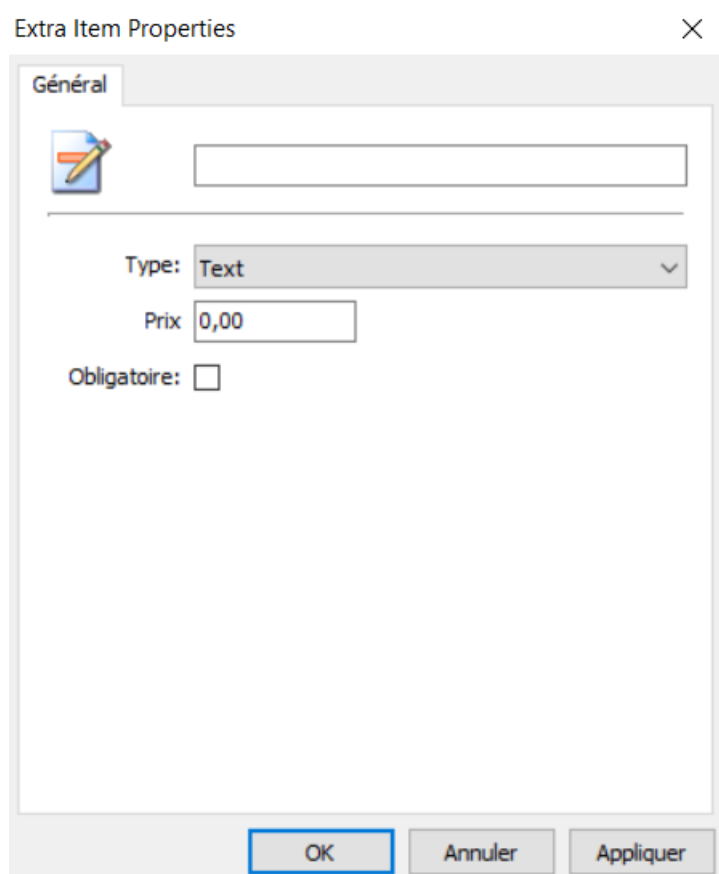 Extra Item Properties
Général
Type: Text
Prix 0,00
Obligatoire:
OK Annuler Appliquer